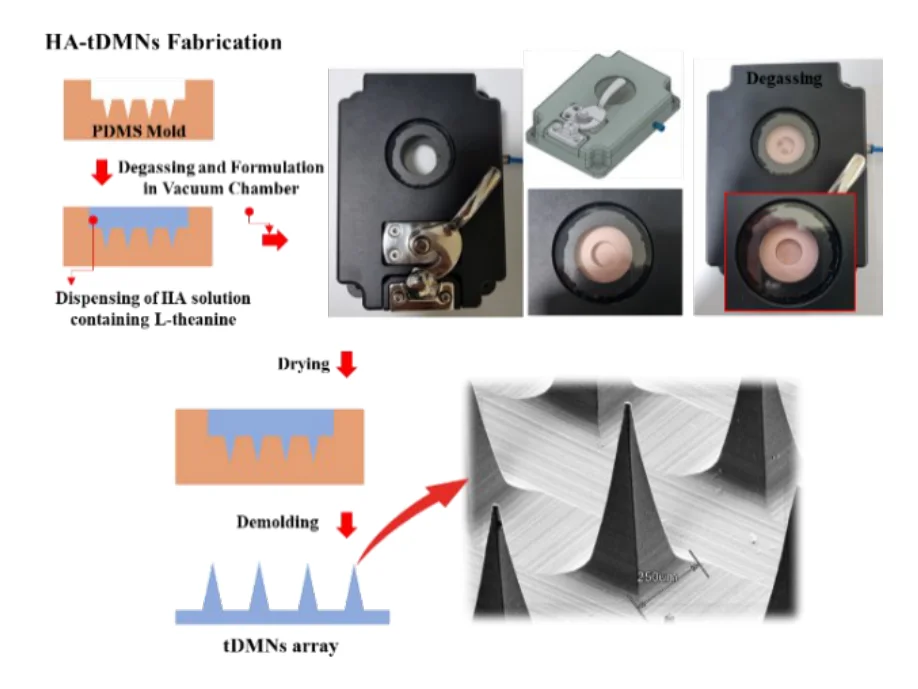 HA-tDMNs Fabrication
PDMS Mold
Degassing and Formulation
in Vacuum Chamber
Dispensing of HA solution
containing L-theanine
Degassing
Drying
Demolding
250um
tDMNs array